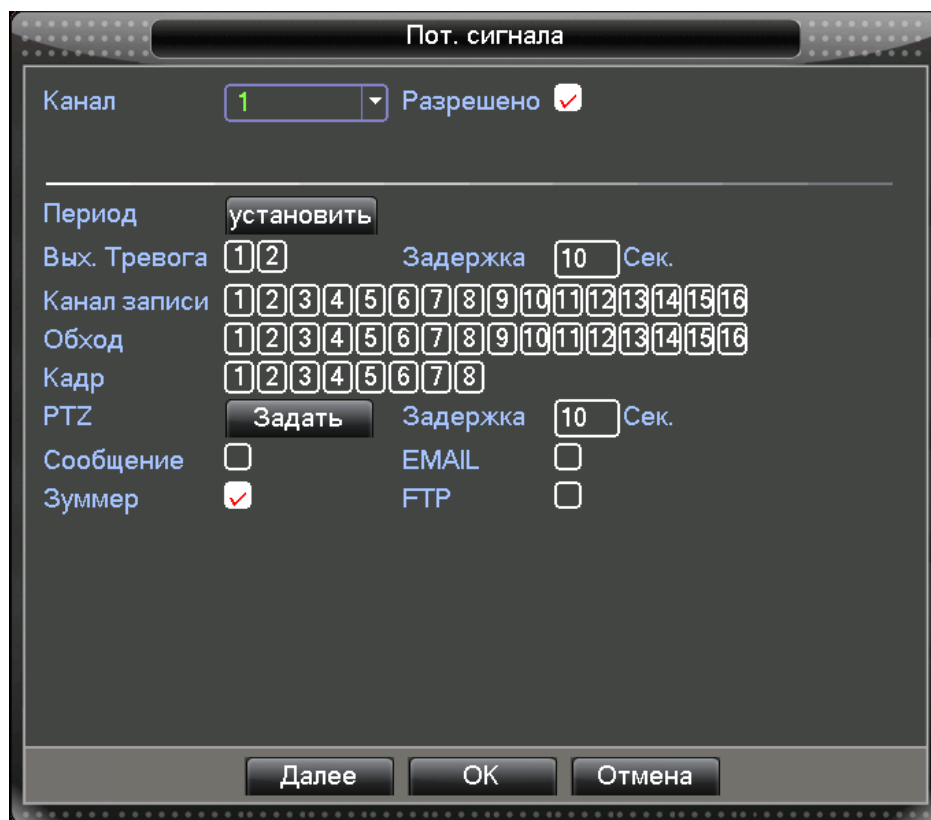 Пот. сигнала
Канал 1 Разрешено
Период установить
Вых. Тревога 1 2 Задержка 10 Сек.
Канал записи 1 2 3 4 5 6 7 8 9 10 11 12 13 14 15 16
Обход 1 2 3 4 5 6 7 8 9 10 11 12 13 14 15 16
Кадр 1 2 3 4 5 6 7 8
PTZ Задать Задержка 10 Сек.
Сообщение EMAIL
Зуммер FTP
Далее OK Отмена